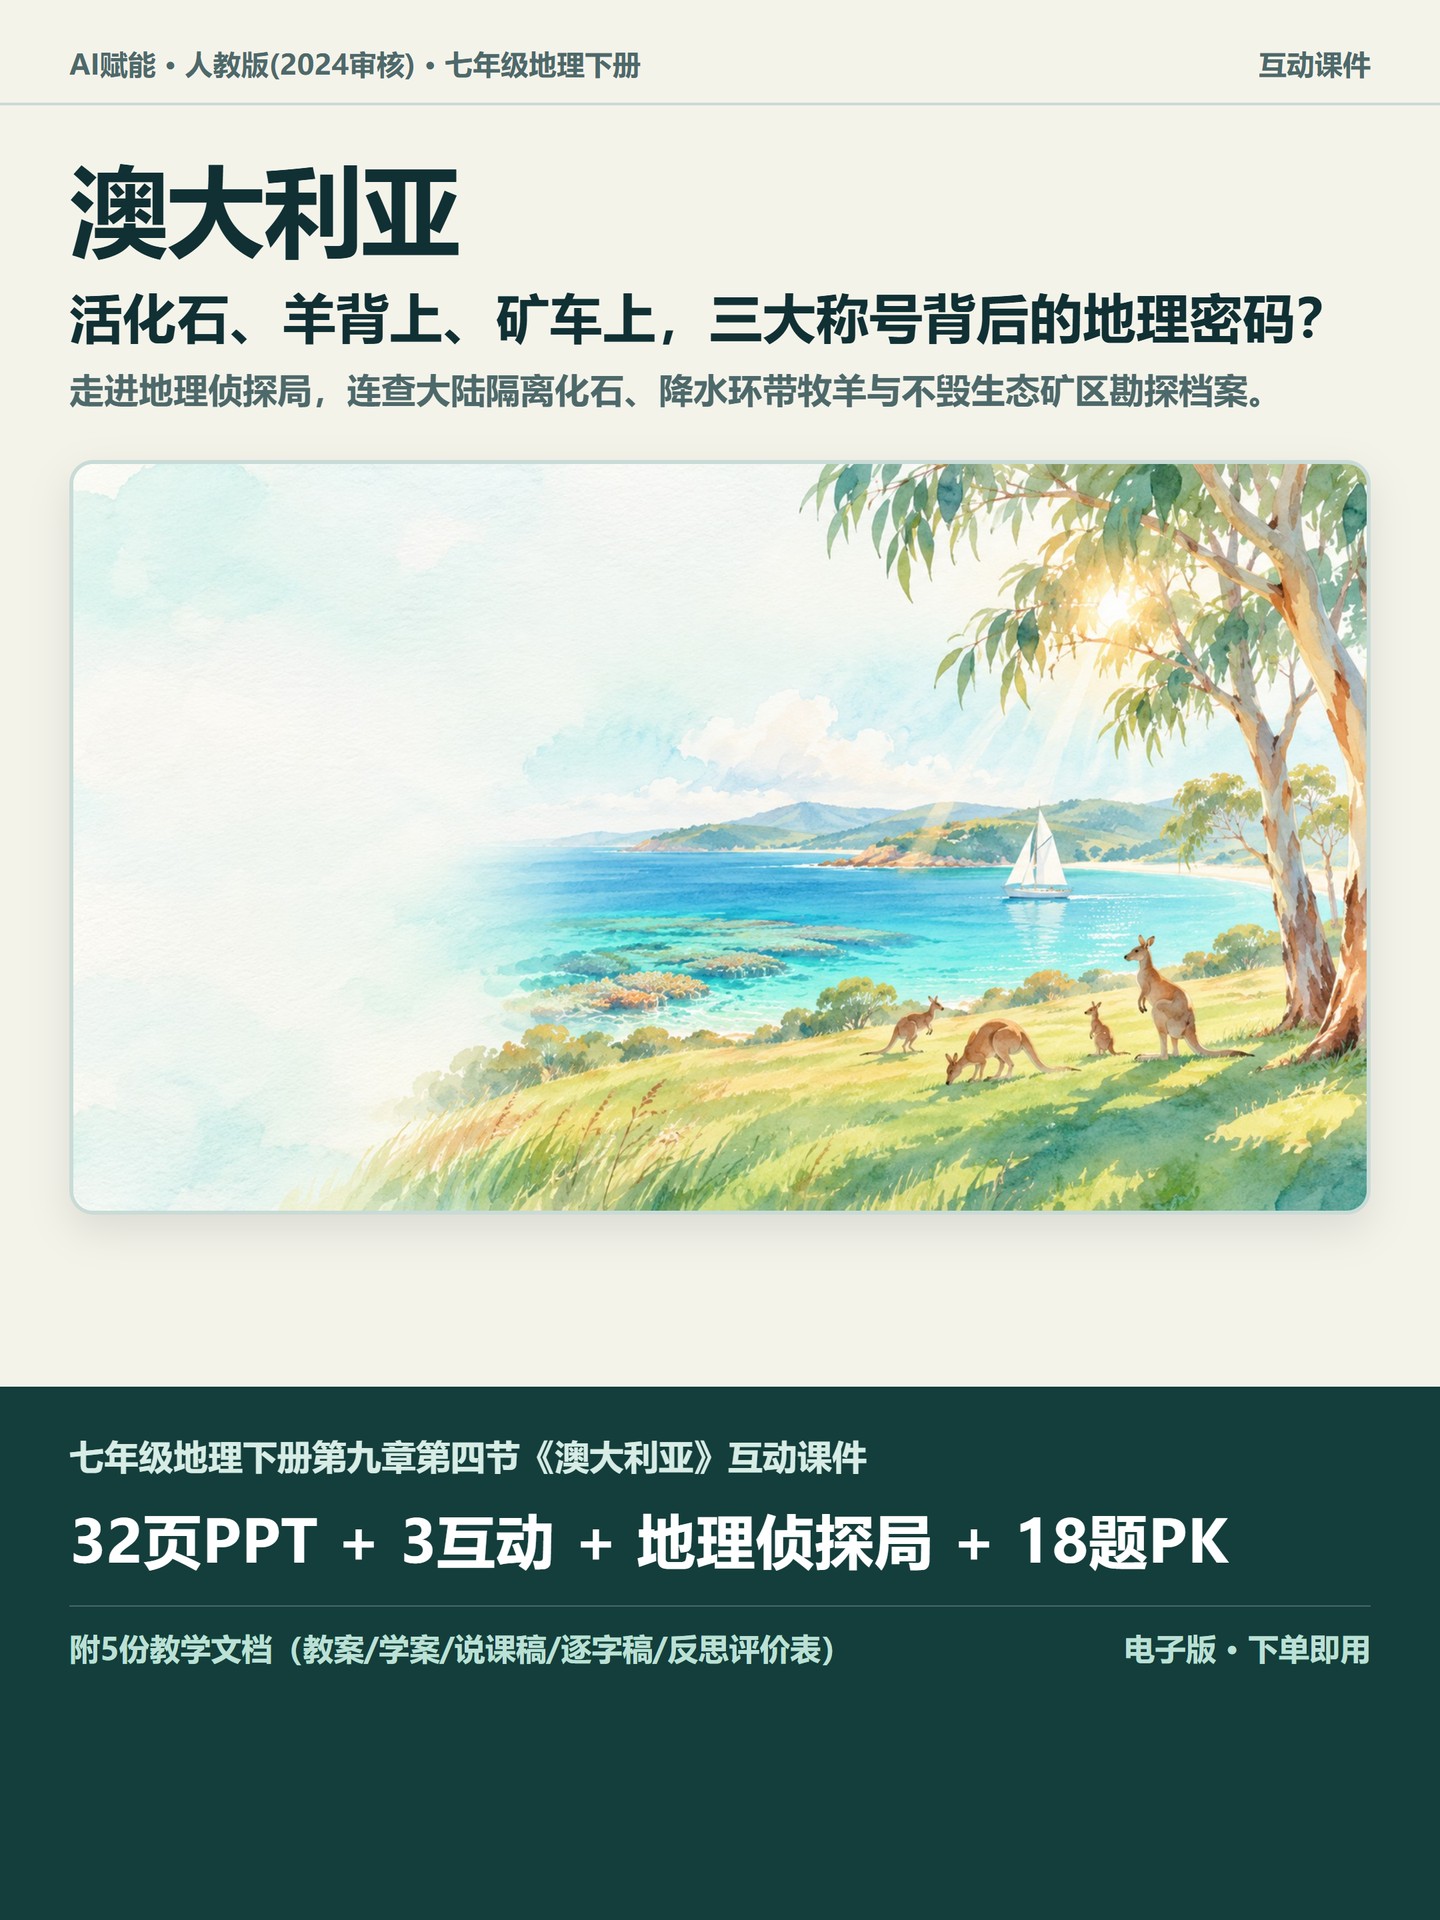 AI赋能 • 人教版(2024审核) • 七年级地理下册
互动课件
澳大利亚
活化石、羊背上、矿车上，三大称号背后的地理密码？
走进地理侦探局，连查大陆隔离化石、降水环带牧羊与不毁生态矿区勘探档案。
七年级地理下册第九章第四节《澳大利亚》互动课件
32页PPT + 3互动 + 地理侦探局 + 18题PK
附5份教学文档（教案/学案/说课稿/逐字稿/反思评价表）
电子版 • 下单即用